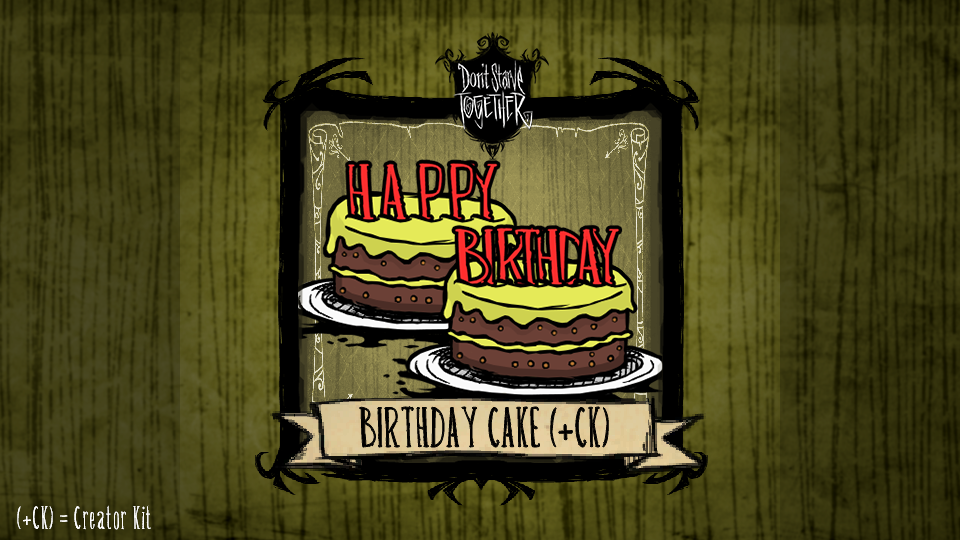 Don't Starve
TOGETHER
HAPPY
BIRTHDAY
BIRTHDAY CAKE (+CK)
(+CK) = Creator Kit